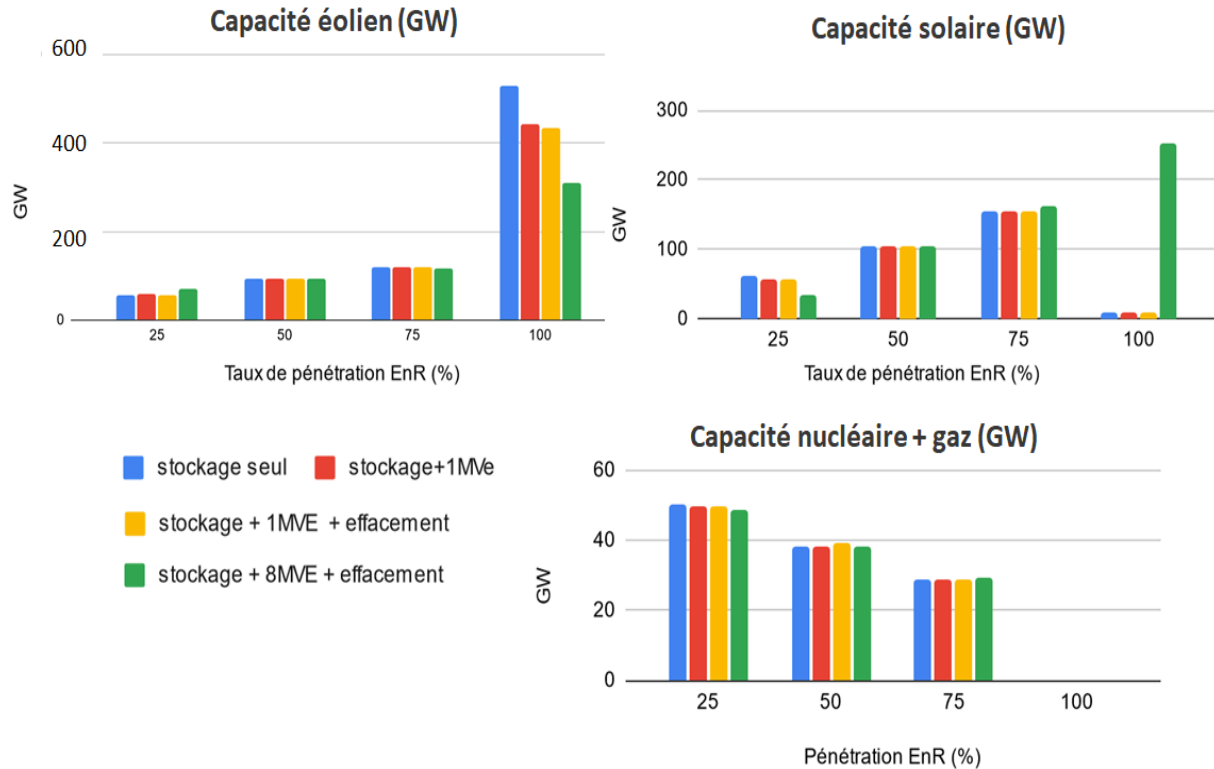 Capacité éolien (GW)
600
400
200
0
GW
25 50 75 100
Taux de pénétration EnR (%)
Capacité solaire (GW)
300
200
100
0
GW
25 50 75 100
Taux de pénétration EnR (%)
stockage seul stockage+1MVe
stockage + 1MVE + effacement
stockage + 8MVE + effacement
Capacité nucléaire + gaz (GW)
60
40
20
0
GW
25 50 75 100
Pénétration EnR (%)